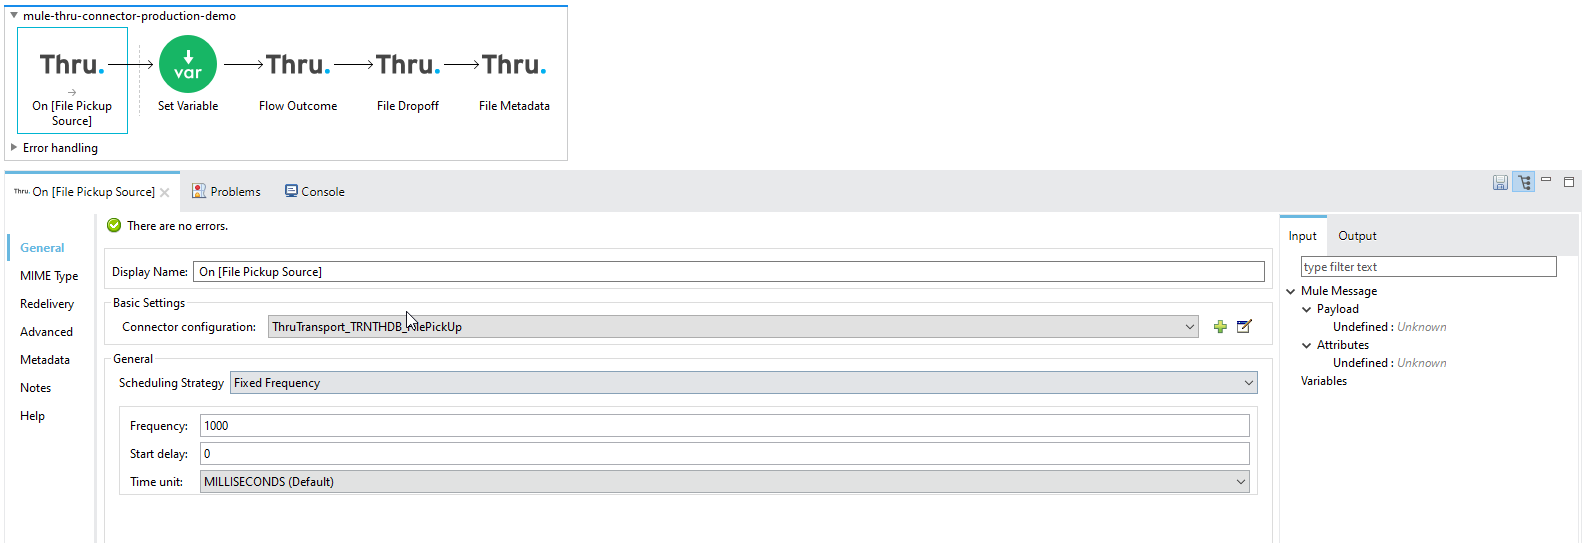 mule-thru-connector-production-demo
Thru. var Thru. Thru. Thru.
On [File Pickup Source] Set Variable Flow Outcome File Dropoff File Metadata
Error handling
Thru. On [File Pickup Source] Problems Console
There are no errors.
General
MIME Type
Redelivery
Advanced
Metadata
Notes
Help
Display Name: On [File Pickup Source]
Basic Settings
Connector configuration: ThruTransport_TRNTHDB_FilePickUp
General
Scheduling Strategy Fixed Frequency
Frequency: 1000
Start delay: 0
Time unit: MILLISECONDS (Default)
Input Output
type filter text
Mule Message
Payload
Undefined : Unknown
Attributes
Undefined : Unknown
Variables